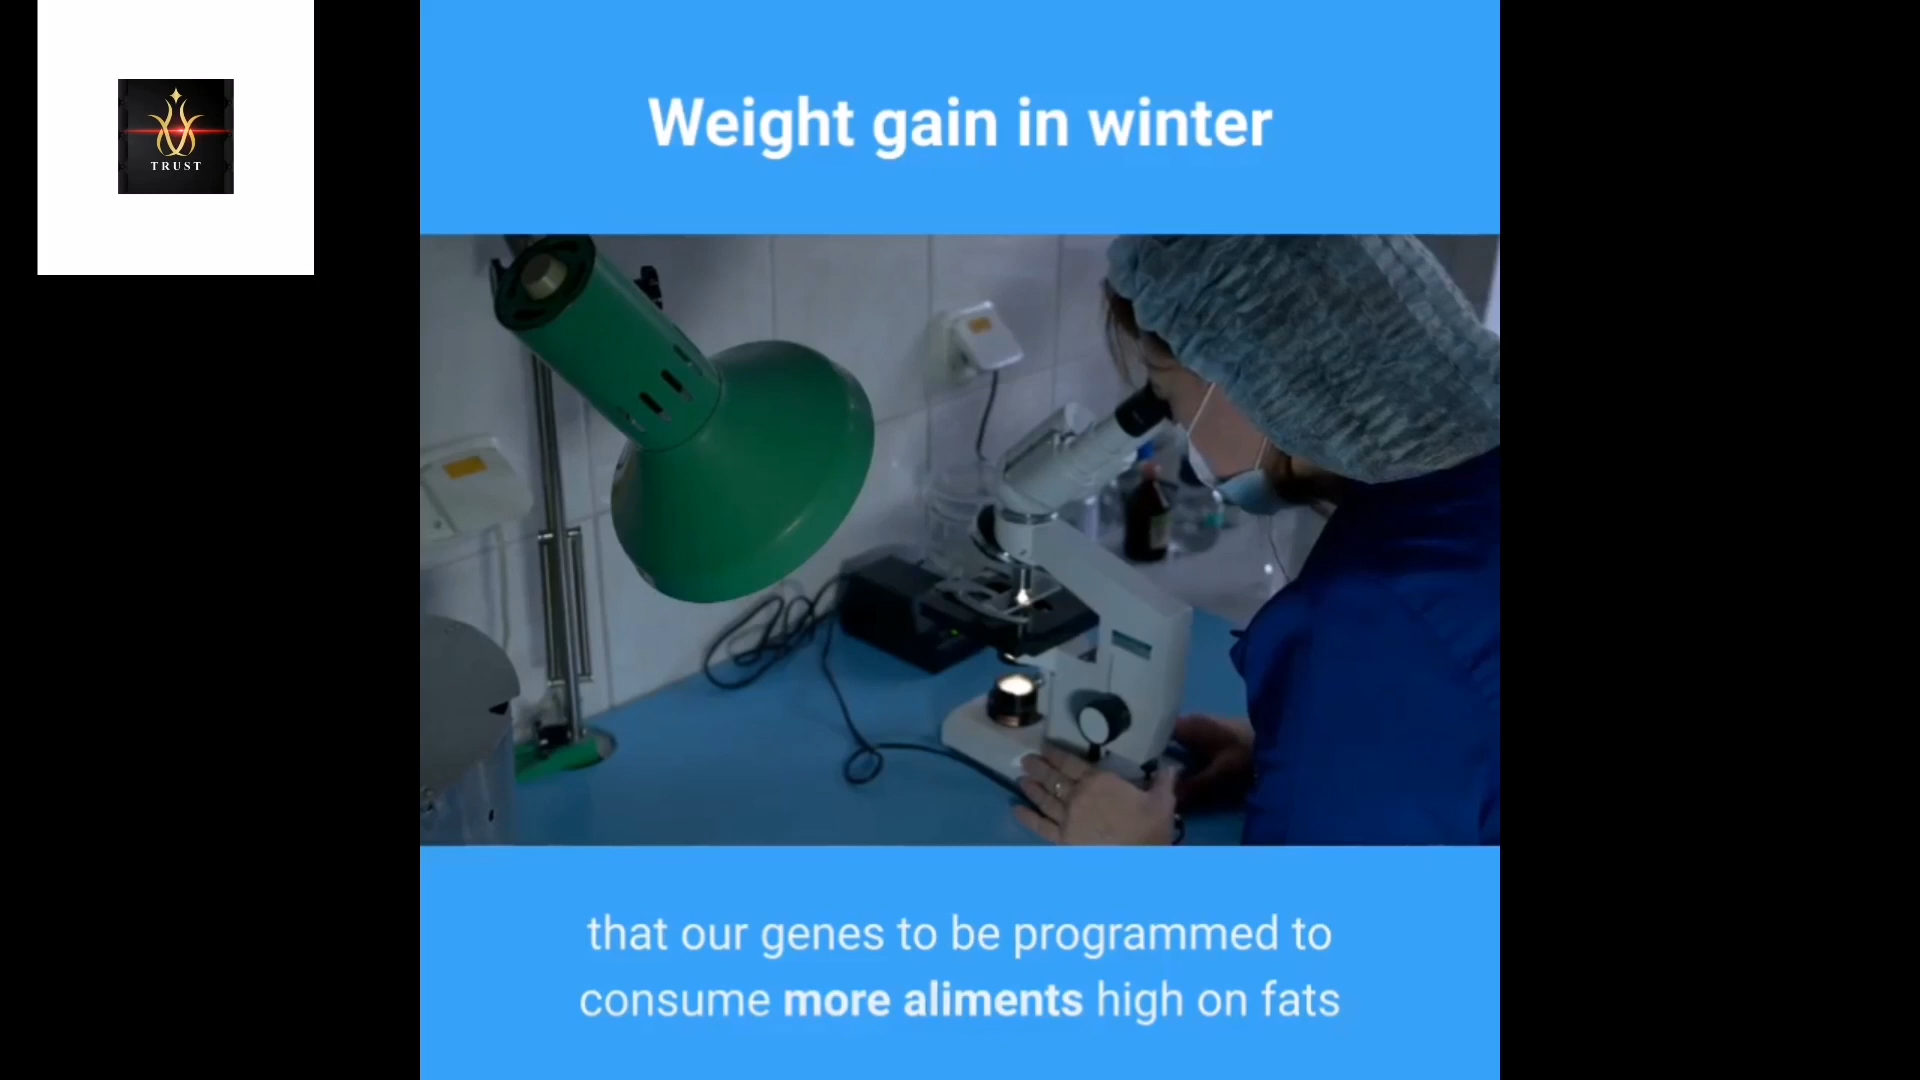 TRUST
Weight gain in winter
that our genes to be programmed to
consume more aliments high on fats